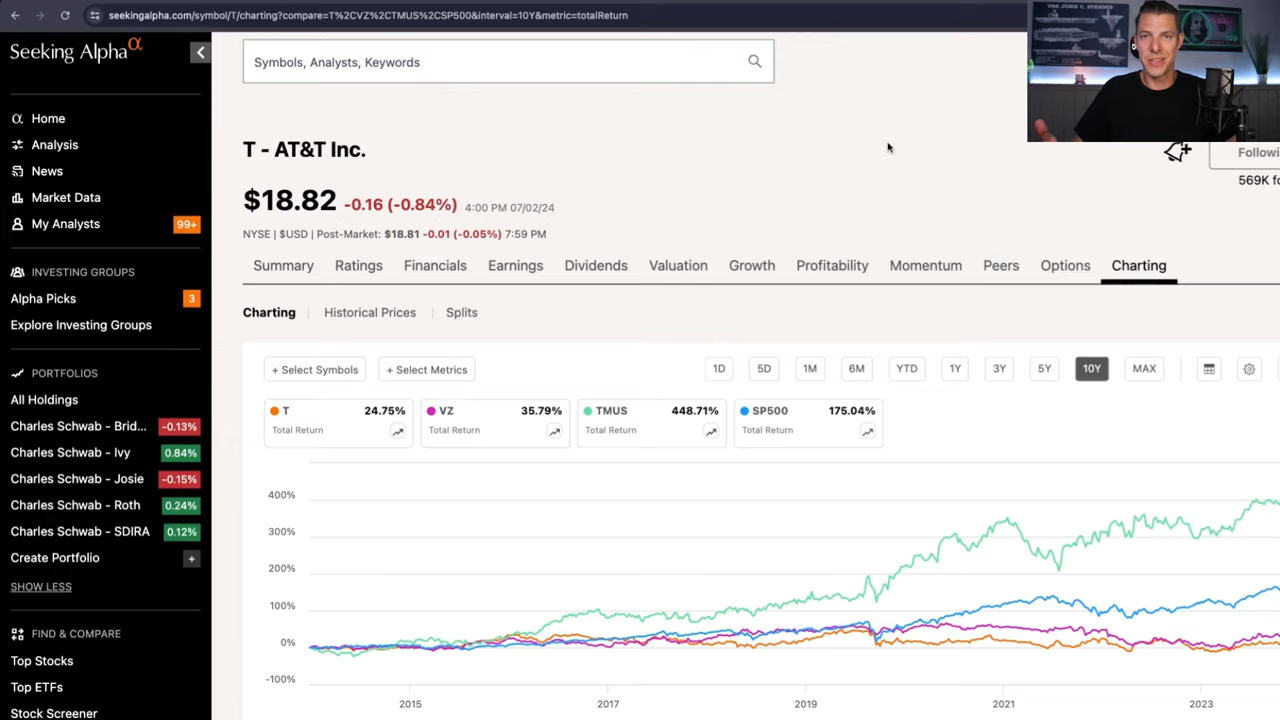 seekingalpha.com/symbol/T/charting?compare=T%2CVZ%2CTMUS%2CSP500&interval=10Y&metric=totalReturn
USS JOHN C. STENNIS
Seeking Alphaα
Symbols, Analysts, Keywords
Home
Analysis
News
Market Data
My Analysts 99+
INVESTING GROUPS
Alpha Picks 3
Explore Investing Groups
PORTFOLIOS
All Holdings
Charles Schwab - Brid... -0.13%
Charles Schwab - Ivy 0.84%
Charles Schwab - Josie -0.15%
Charles Schwab - Roth 0.24%
Charles Schwab - SDIRA 0.12%
Create Portfolio +
SHOW LESS
FIND & COMPARE
Top Stocks
Top ETFs
Stock Screener
T - AT&T Inc.
Followi
569K fo
$18.82 -0.16 (-0.84%) 4:00 PM 07/02/24
NYSE | $USD | Post-Market: $18.81 -0.01 (-0.05%) 7:59 PM
Summary Ratings Financials Earnings Dividends Valuation Growth Profitability Momentum Peers Options Charting
Charting | Historical Prices | Splits
+ Select Symbols + Select Metrics 1D 5D 1M 6M YTD 1Y 3Y 5Y 10Y MAX
T 24.75% VZ 35.79% TMUS 448.71% SP500 175.04%
Total Return Total Return Total Return Total Return
400%
300%
200%
100%
0%
-100%
2015 2017 2019 2021 2023